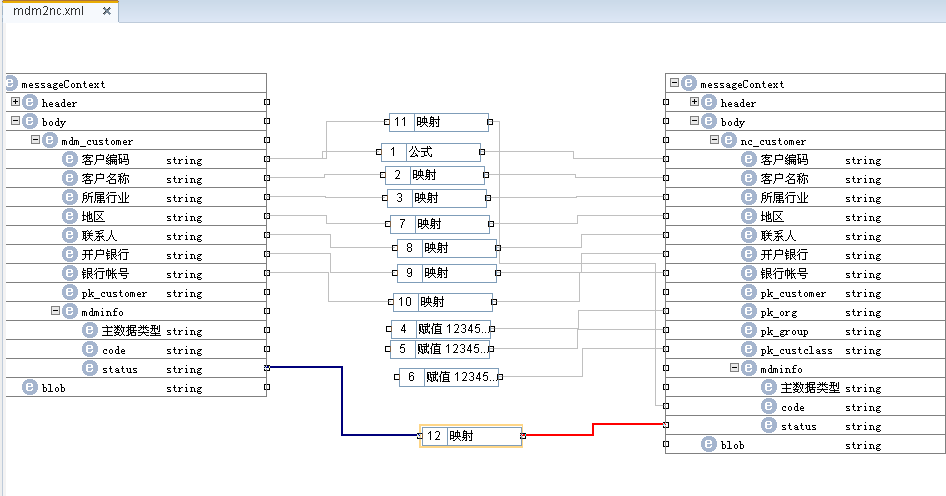 mdm2nc.xml
messageContext
header
body
mdm_customer
客户编码 string
客户名称 string
所属行业 string
地区 string
联系人 string
开户银行 string
银行帐号 string
pk_customer string
mdminfo
主数据类型 string
code string
status string
blob string
11 映射
1 公式
2 映射
3 映射
7 映射
8 映射
9 映射
10 映射
4 赋值 12345...
5 赋值 12345...
6 赋值 12345...
12 映射
messageContext
header
body
nc_customer
客户编码 string
客户名称 string
所属行业 string
地区 string
联系人 string
开户银行 string
银行帐号 string
pk_customer string
pk_org string
pk_group string
pk_custclass string
mdminfo
主数据类型 string
code string
status string
blob string